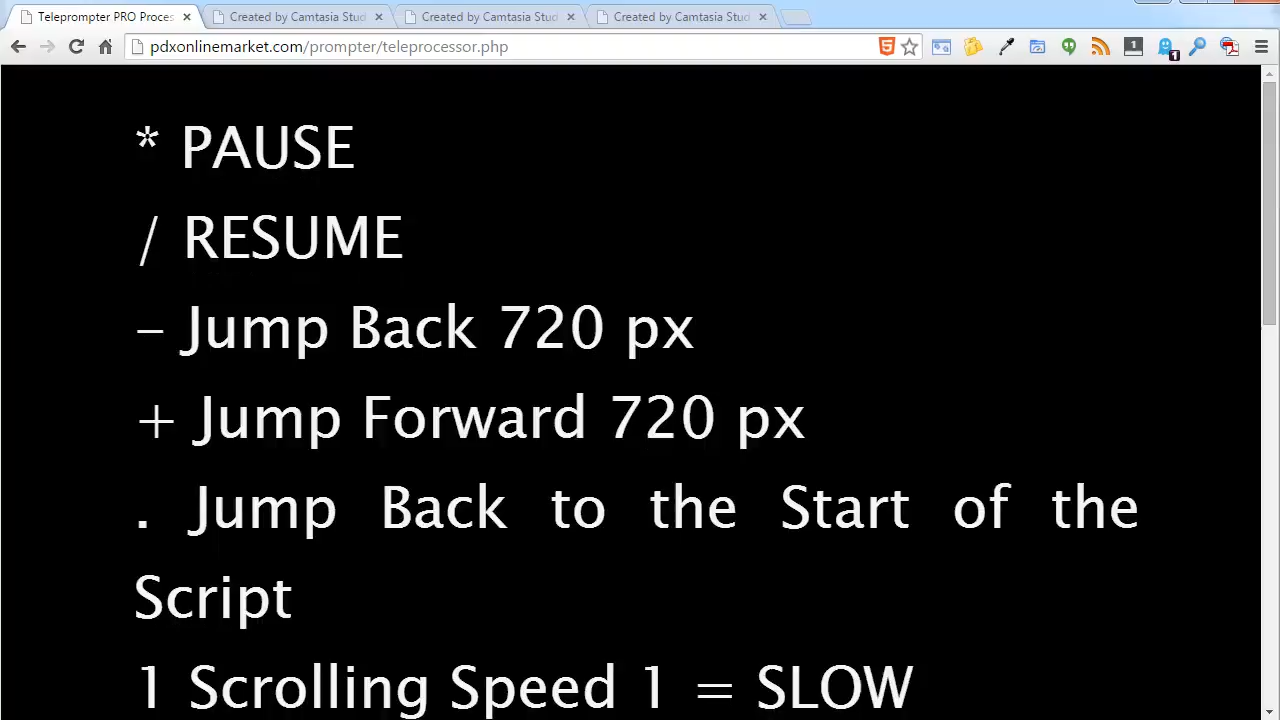 Teleprompter PRO Proces
Created by Camtasia Stud
Created by Camtasia Stud
Created by Camtasia Stud
pdxonlinemarket.com/prompter/teleprocessor.php
1
1
* PAUSE
/ RESUME
- Jump Back 720 px
+ Jump Forward 720 px
. Jump Back to the Start of the
Script
1 Scrolling Speed 1 = SLOW